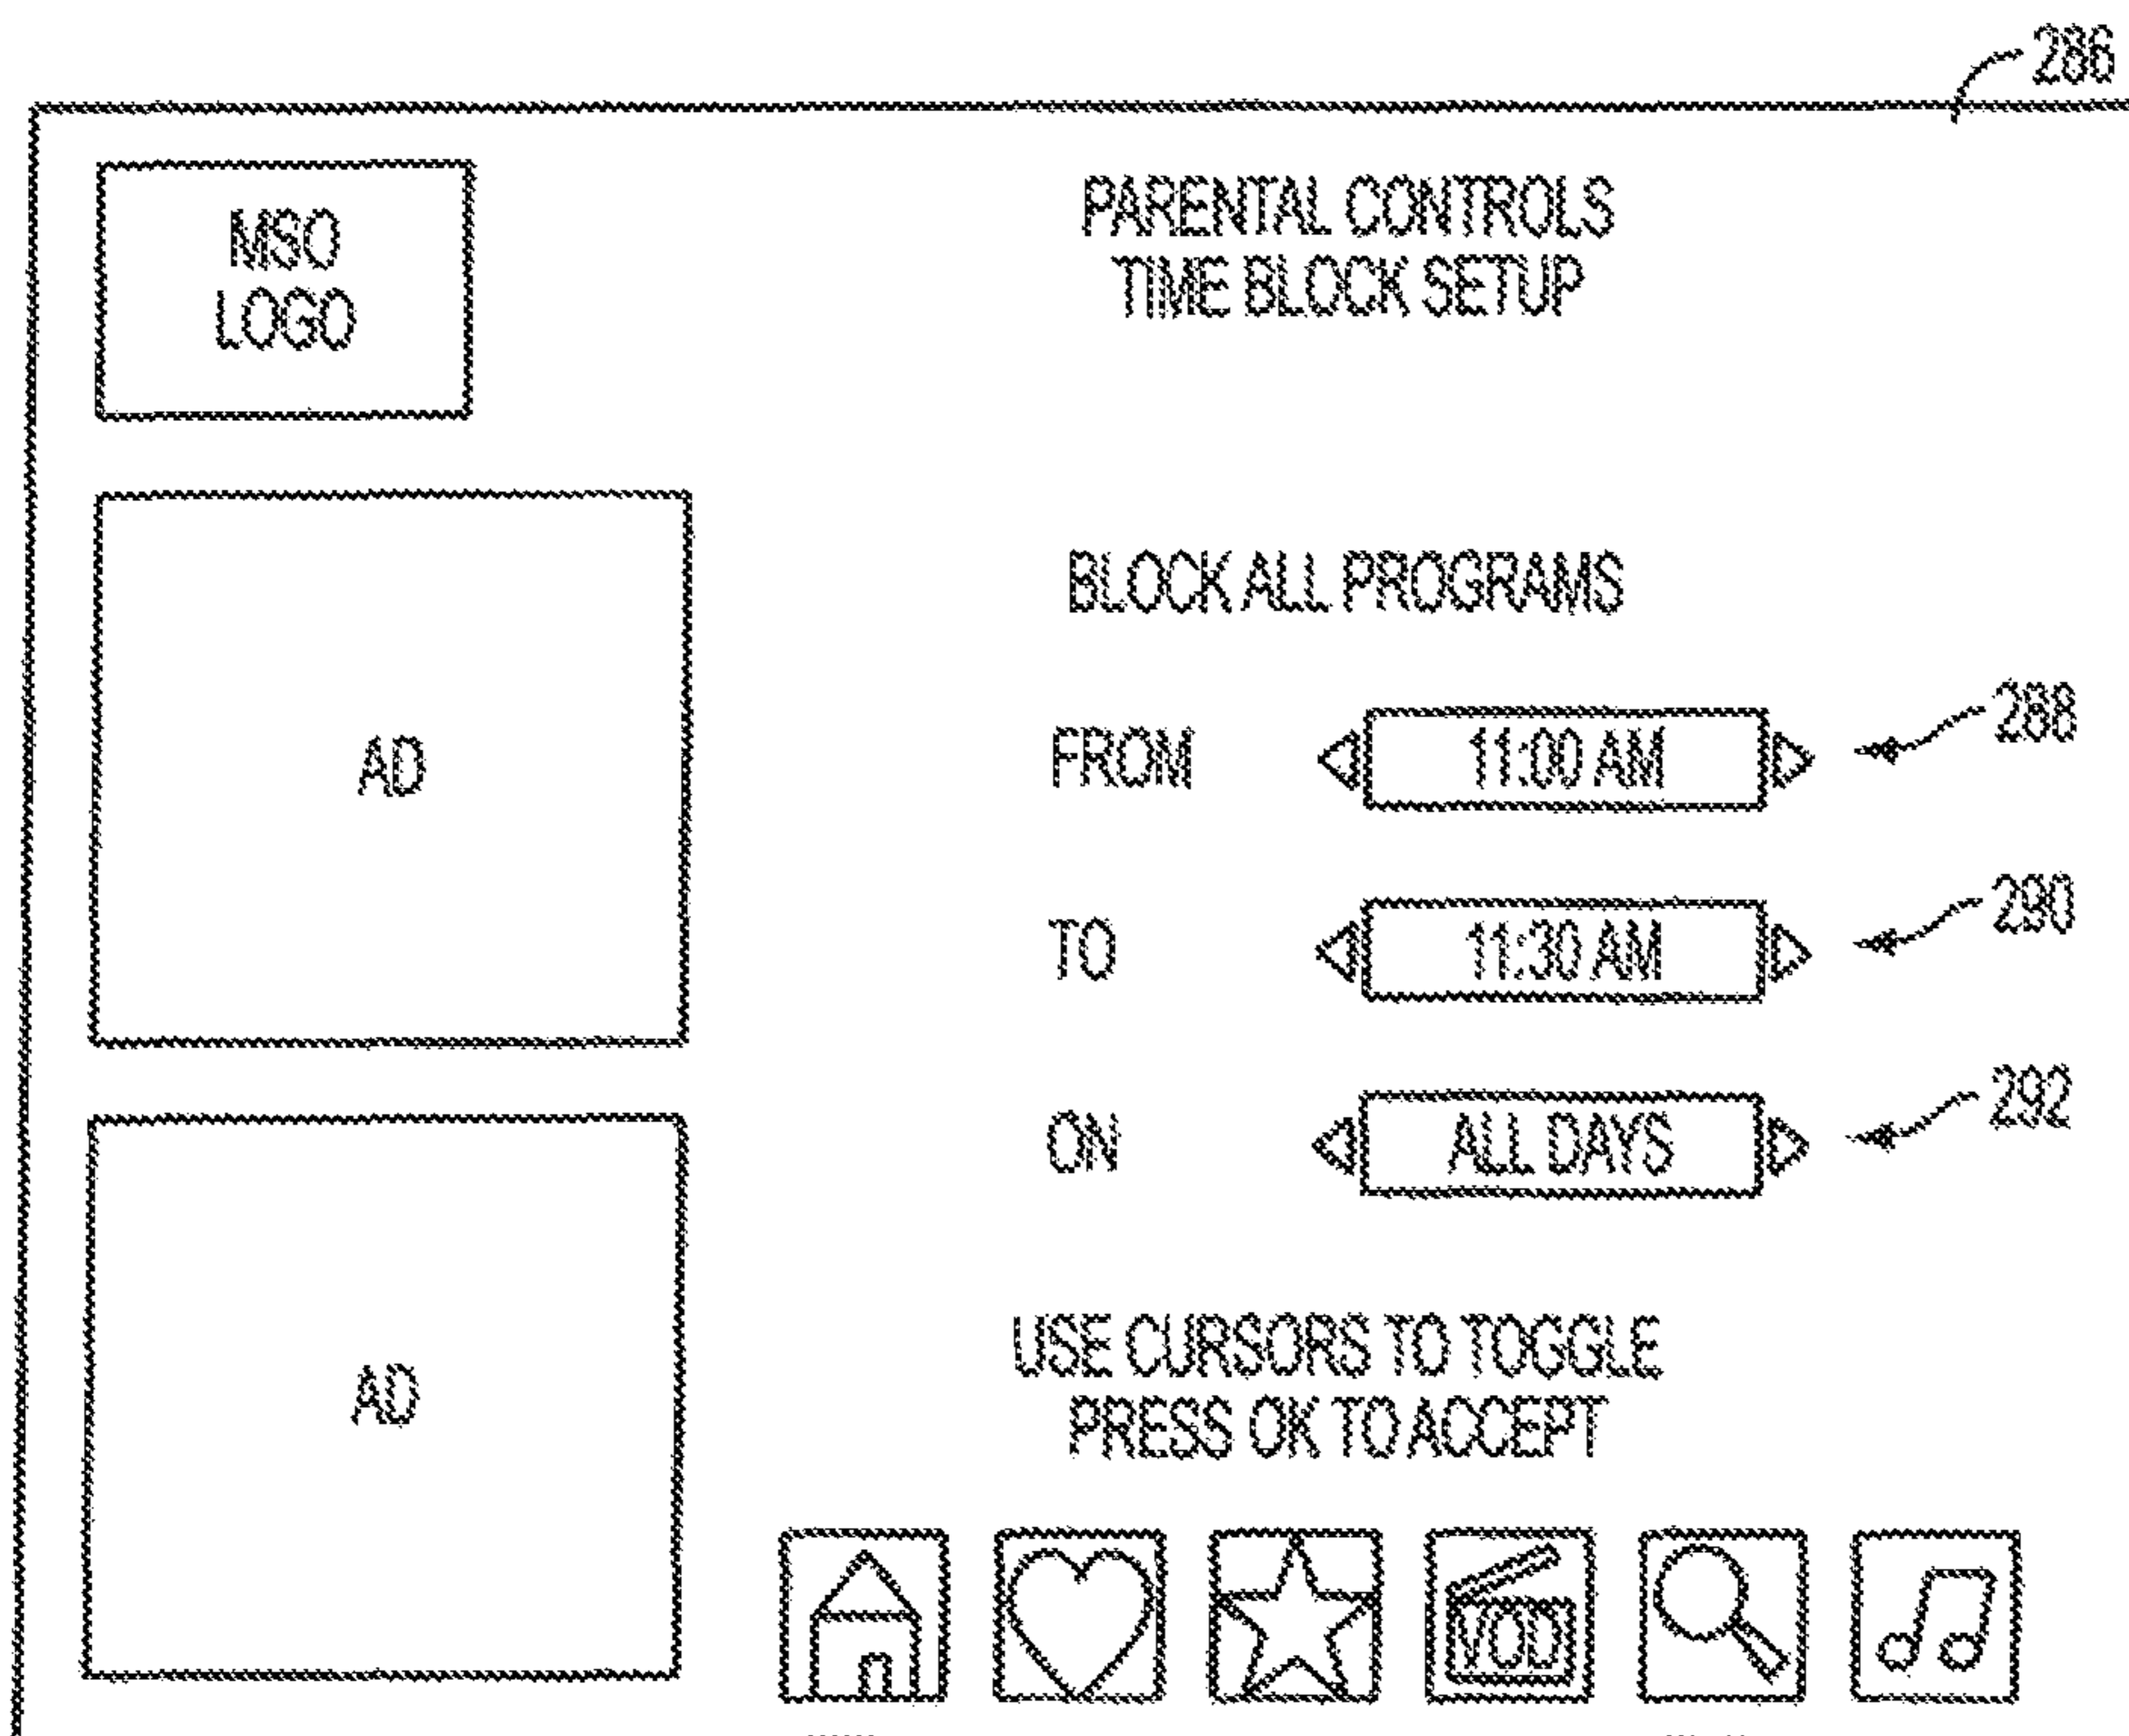 286
MSO
LOGO
PARENTAL CONTROLS
TIME BLOCK SETUP
BLOCK ALL PROGRAMS
AD
FROM 11:00 AM 288
TO 11:30 AM 290
ON ALL DAYS 292
AD
USE CURSORS TO TOGGLE
PRESS OK TO ACCEPT
VOD